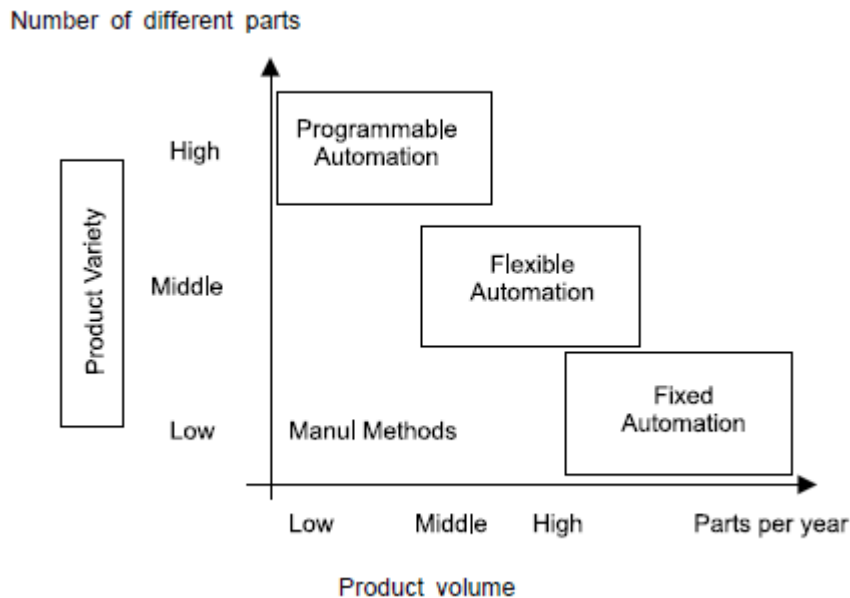 Number of different parts
High
Programmable
Automation
Product Variety
Middle
Flexible
Automation
Low
Manul Methods
Fixed
Automation
Low
Middle
High
Parts per year
Product volume